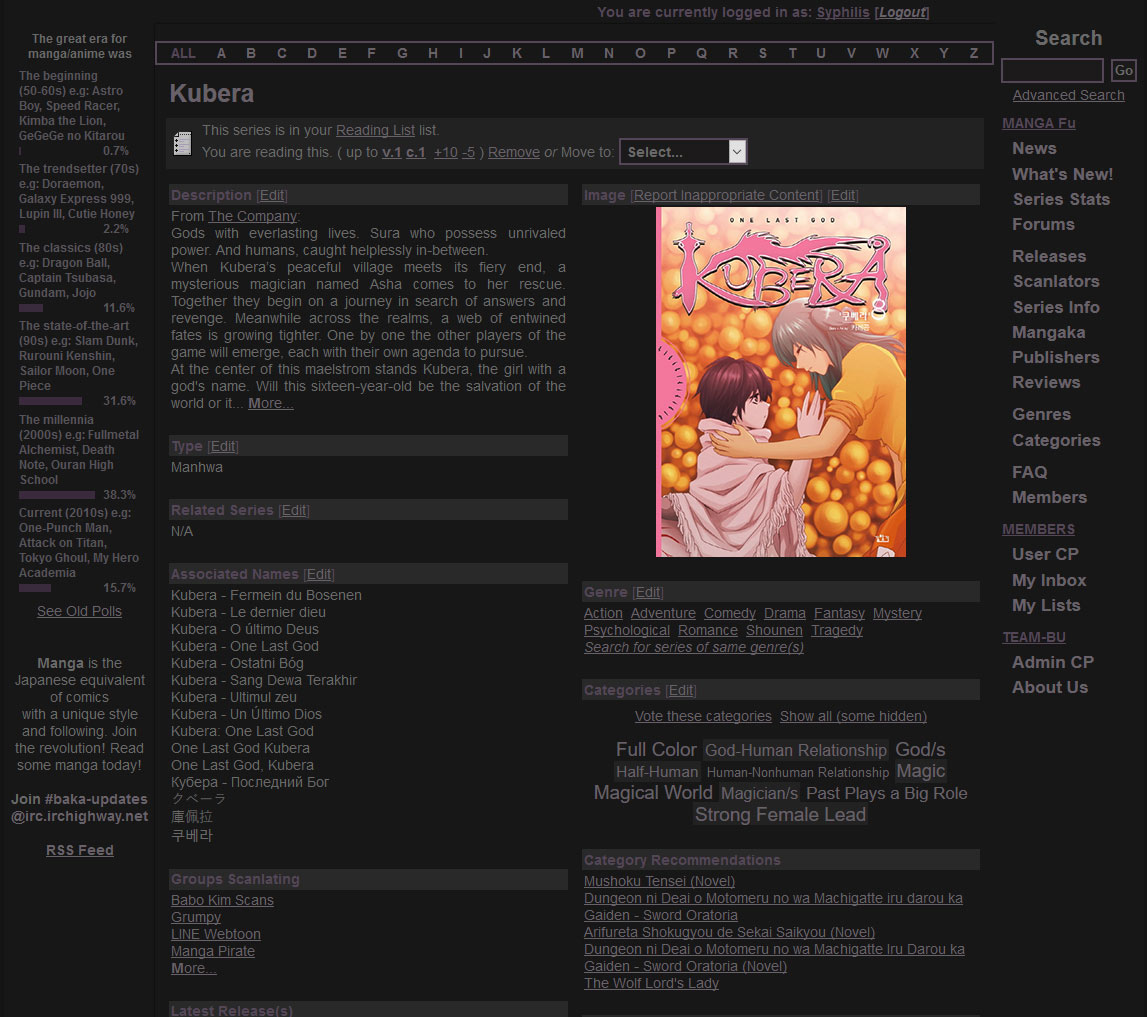 You are currently logged in as: Syphilis [Logout]
The great era for
manga/anime was
The beginning
(50-60s) e.g: Astro
Boy, Speed Racer,
Kimba the Lion,
GeGeGe no Kitarou
0.7%
The trendsetter (70s)
e.g: Doraemon,
Galaxy Express 999,
Lupin III, Cutie Honey
2.2%
The classics (80s)
e.g: Dragon Ball,
Captain Tsubasa,
Gundam, Jojo
11.6%
The state-of-the-art
(90s) e.g: Slam Dunk,
Rurouni Kenshin,
Sailor Moon, One
Piece
31.6%
The millennia
(2000s) e.g: Fullmetal
Alchemist, Death
Note, Ouran High
School
38.3%
Current (2010s) e.g:
One-Punch Man,
Attack on Titan,
Tokyo Ghoul, My Hero
Academia
15.7%
See Old Polls
Manga is the
Japanese equivalent
of comics
with a unique style
and following. Join
the revolution! Read
some manga today!
Join #baka-updates
@irc.irchighway.net
RSS Feed
ALL A B C D E F G H I J K L M N O P Q R S T U V W X Y Z
Kubera
This series is in your Reading List list.
You are reading this. ( up to v.1 c.1 +10 -5 ) Remove or Move to: Select...
Description [Edit]
From The Company:
Gods with everlasting lives. Sura who possess unrivaled
power. And humans, caught helplessly in-between.
When Kubera's peaceful village meets its fiery end, a
mysterious magician named Asha comes to her rescue.
Together they begin on a journey in search of answers and
revenge. Meanwhile across the realms, a web of entwined
fates is growing tighter. One by one the other players of the
game will emerge, each with their own agenda to pursue.
At the center of this maelstrom stands Kubera, the girl with a
god's name. Will this sixteen-year-old be the salvation of the
world or it... More...
Type [Edit]
Manhwa
Related Series [Edit]
N/A
Associated Names [Edit]
Kubera - Fermein du Bosenen
Kubera - Le dernier dieu
Kubera - O último Deus
Kubera - One Last God
Kubera - Ostatni Bóg
Kubera - Sang Dewa Terakhir
Kubera - Ultimul zeu
Kubera - Un Último Dios
Kubera: One Last God
One Last God Kubera
One Last God, Kubera
Кубера - Последний Бог
クベーラ
庫佩拉
쿠베라
Groups Scanlating
Babo Kim Scans
Grumpy
LINE Webtoon
Manga Pirate
More...
Latest Release(s)
Image [Report Inappropriate Content] [Edit]
ONE LAST GOD
KUBERA
'쿠베라'
Genre [Edit]
Action Adventure Comedy Drama Fantasy Mystery
Psychological Romance Shounen Tragedy
Search for series of same genre(s)
Categories [Edit]
Vote these categories Show all (some hidden)
Full Color God-Human Relationship God/s
Half-Human Human-Nonhuman Relationship Magic
Magical World Magician/s Past Plays a Big Role
Strong Female Lead
Category Recommendations
Mushoku Tensei (Novel)
Dungeon ni Deai o Motomeru no wa Machigatte iru darou ka
Gaiden - Sword Oratoria
Arifureta Shokugyou de Sekai Saikyou (Novel)
Dungeon ni Deai o Motomeru no wa Machigatte Iru Darou ka
Gaiden - Sword Oratoria (Novel)
The Wolf Lord's Lady
Search
Go
Advanced Search
MANGA Fu
News
What's New!
Series Stats
Forums
Releases
Scanlators
Series Info
Mangaka
Publishers
Reviews
Genres
Categories
FAQ
Members
MEMBERS
User CP
My Inbox
My Lists
TEAM-BU
Admin CP
About Us